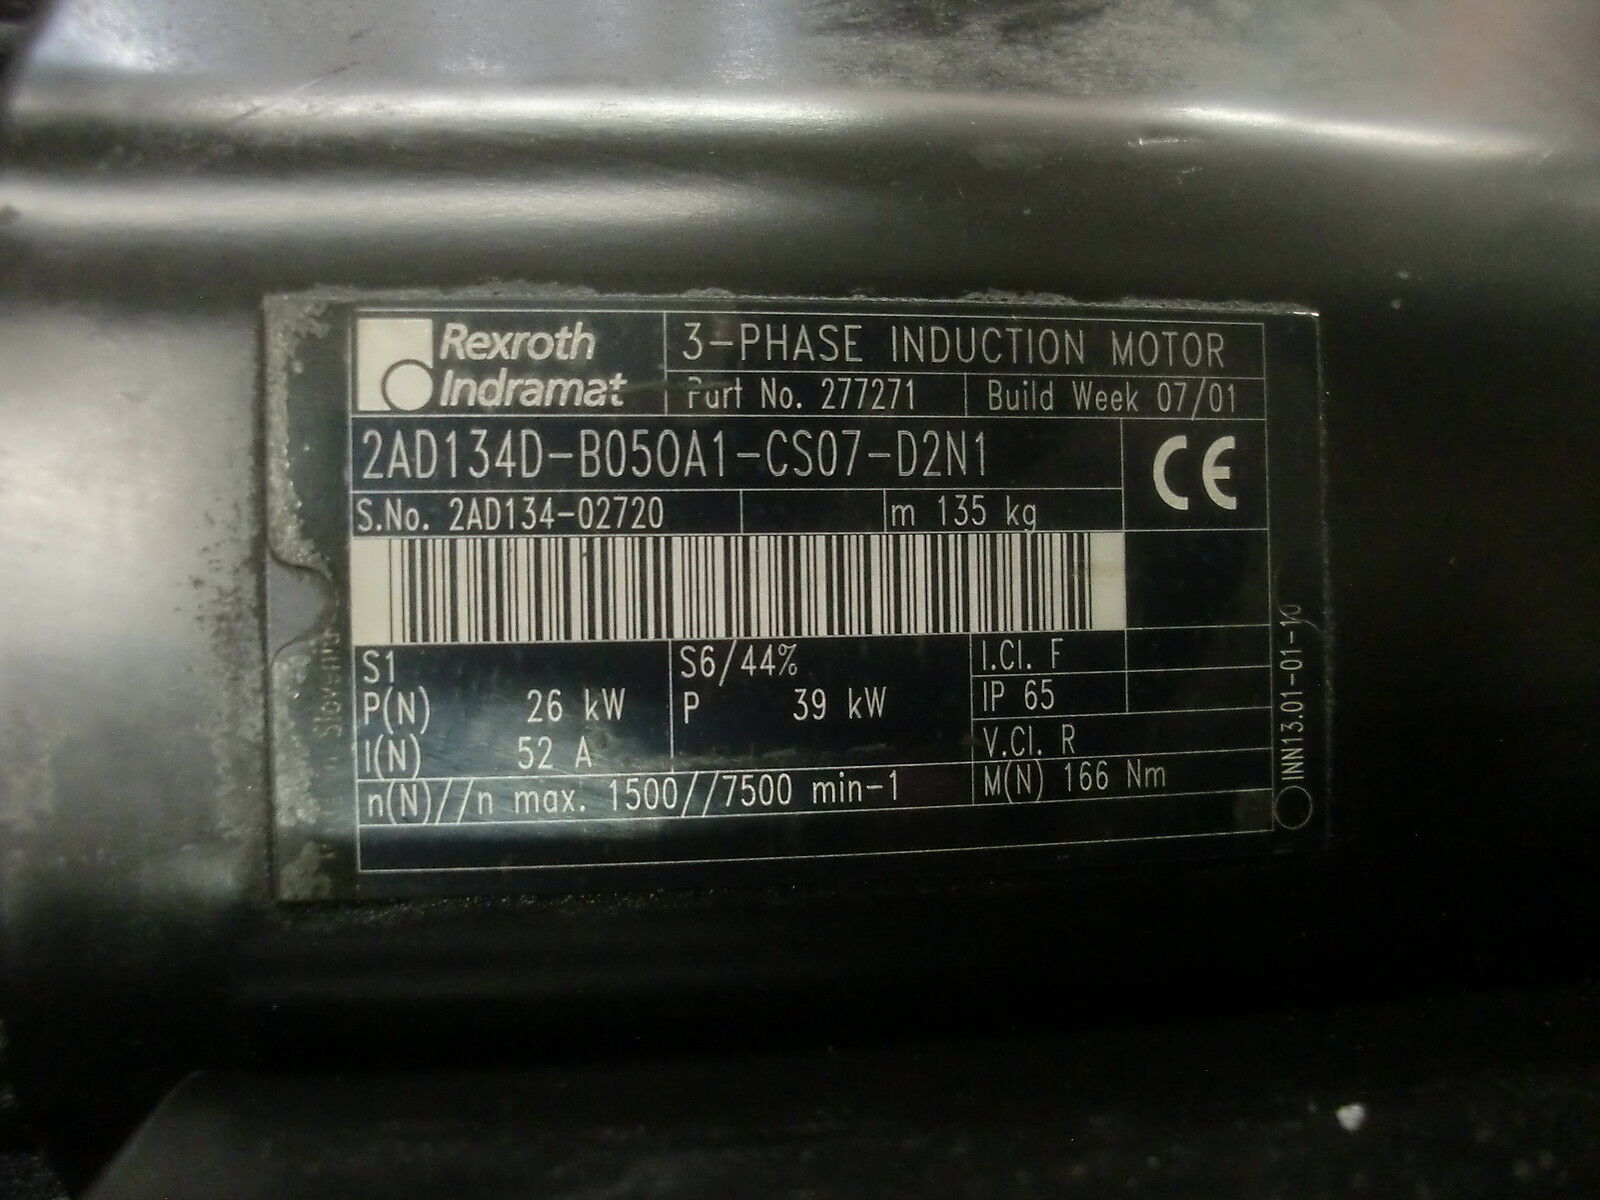 Rexroth
Indramat
3-PHASE INDUCTION MOTOR
Part No. 277271
Build Week 07/01
2AD134D-B050A1-CS07-D2N1
CE
S.No. 2AD134-02720
m 135 kg
S1
P(N) 26 kW
I(N) 52 A
S6/44%
P 39 kW
I.Cl. F
IP 65
V.Cl. R
n(N)//n max. 1500//7500 min-1
M(N) 166 Nm
INN13.01-01-10
Slovenia